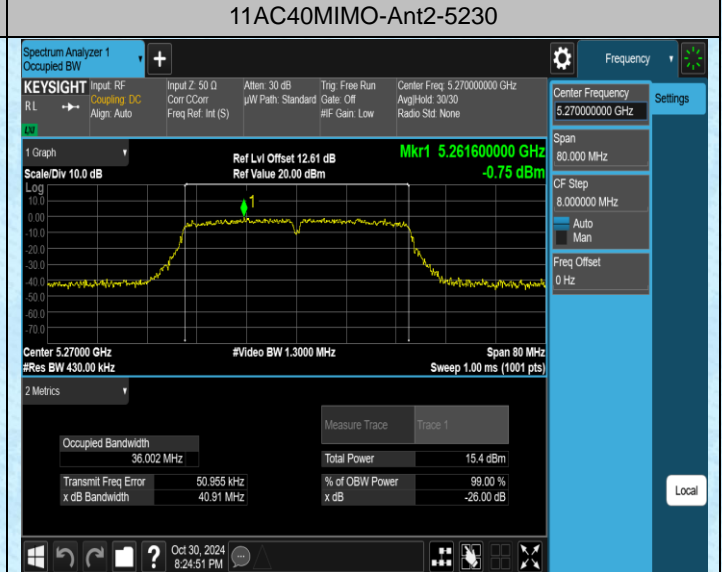 11AC40MIMO-Ant2-5230
Spectrum Analyzer 1
Occupied BW
Frequency
KEYSIGHT
Input: RF
Coupling: DC
Align: Auto
Input Z: 50 Ω
Corr CCorr
Freq Ref: Int (S)
Atten: 30 dB
µW Path: Standard
Trig: Free Run
Gate: Off
#IF Gain: Low
Center Freq: 5.270000000 GHz
Avg|Hold: 30/30
Radio Std: None
RL
LXI
Center Frequency
5.270000000 GHz
Settings
Span
80.000 MHz
CF Step
8.000000 MHz
Auto
Man
Freq Offset
0 Hz
1 Graph
Ref Lvl Offset 12.61 dB
Mkr1 5.261600000 GHz
Scale/Div 10.0 dB
Ref Value 20.00 dBm
-0.75 dBm
Log
10.0
0.00
-10.0
-20.0
-30.0
-40.0
-50.0
-60.0
-70.0
1
Center 5.27000 GHz
#Video BW 1.3000 MHz
Span 80 MHz
#Res BW 430.00 kHz
Sweep 1.00 ms (1001 pts)
2 Metrics
Measure Trace
Trace 1
Occupied Bandwidth
36.002 MHz
Total Power
15.4 dBm
Transmit Freq Error
50.955 kHz
% of OBW Power
99.00 %
x dB Bandwidth
40.91 MHz
x dB
-26.00 dB
Local
Oct 30, 2024
8:24:51 PM